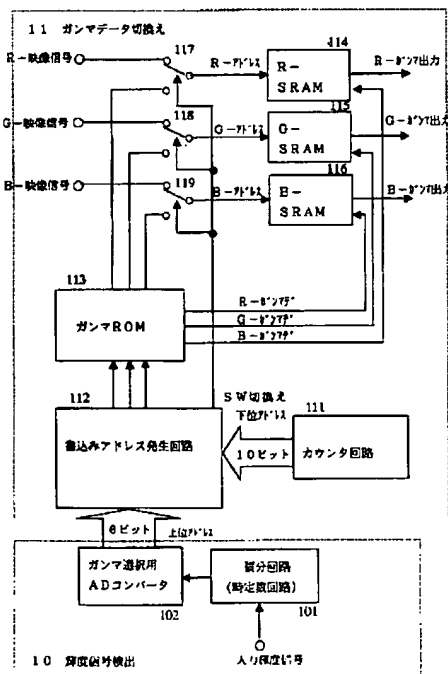 11 ガンマデータ切換え
R-映像信号
117
R-アドレス
114
R-
SRAM
R-ガンマ出力
G-映像信号
118
G-アドレス
115
G-
SRAM
G-ガンマ出力
B-映像信号
119
B-アドレス
116
B-
SRAM
B-ガンマ出力
113
ガンマROM
R-ガンマデ
G-ガンマデ
B-ガンマデ
SW切換え
112
書込みアドレス発生回路
下位アドレス
10ビット
111
カウンタ回路
6ビット
上位アドレス
ガンマ選択用
ADコンバータ
102
積分回路
(時定数回路)
101
10 輝度信号検出
入力輝度信号